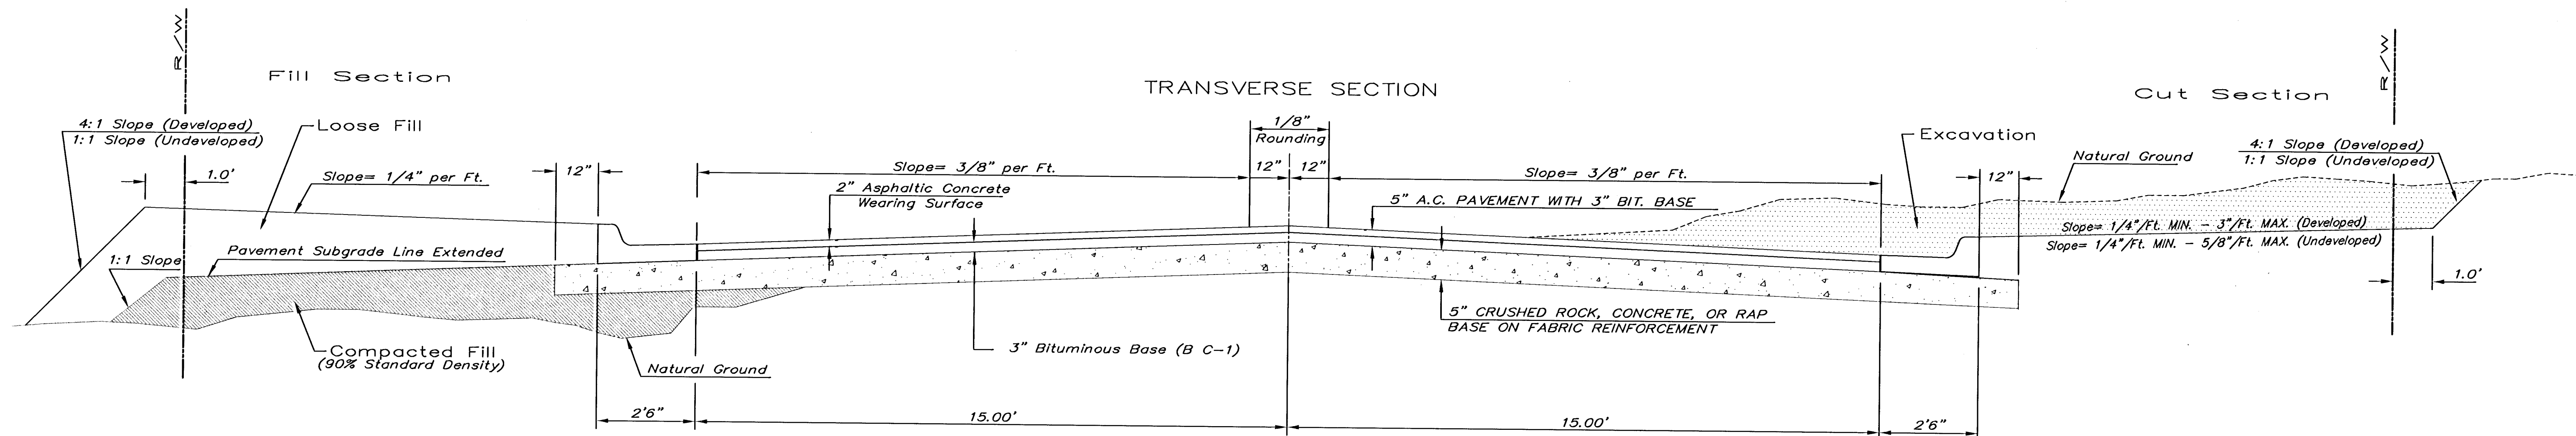 R/W
Fill Section
TRANSVERSE SECTION
R/W
Cut Section
4:1 Slope (Developed)
1:1 Slope (Undeveloped)
Loose Fill
1.0'
Slope= 1/4" per Ft.
12"
Slope= 3/8" per Ft.
2" Asphaltic Concrete
Wearing Surface
1/8"
Rounding
12"
12"
Slope= 3/8" per Ft.
5" A.C. PAVEMENT WITH 3" BIT. BASE
Excavation
Natural Ground
12"
4:1 Slope (Developed)
1:1 Slope (Undeveloped)
Slope= 1/4"/Ft. MIN. - 3"/Ft. MAX. (Developed)
Slope= 1/4"/Ft. MIN. - 5/8"/Ft. MAX. (Undeveloped)
1.0'
1:1 Slope
Pavement Subgrade Line Extended
Compacted Fill
(90% Standard Density)
Natural Ground
3" Bituminous Base (B C-1)
5" CRUSHED ROCK, CONCRETE, OR RAP
BASE ON FABRIC REINFORCEMENT
2'6"
15.00'
15.00'
2'6"